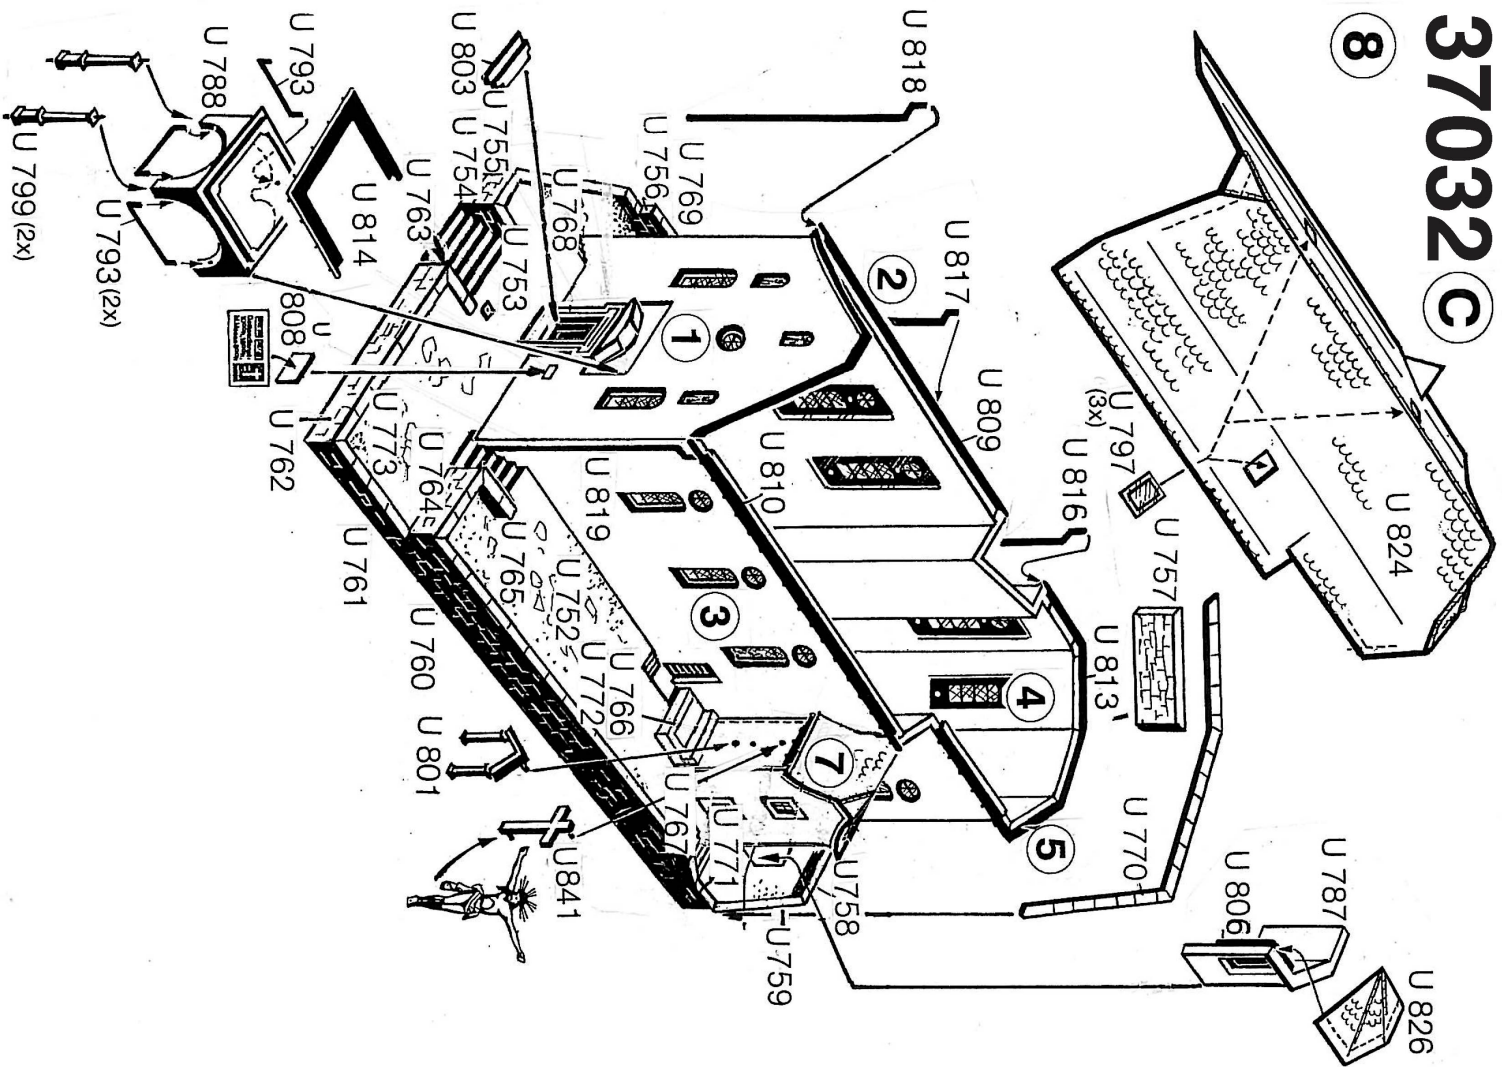 37032 C
8
U 824
U 826
U 787
U 806
U 797
(3x)
U 757
U 770
U 813
U 816
U 809
U 817
U 818
2
4
5
U 810
7
U 758
U 759
3
1
U 769
U 756
U 771
U 767
U 819
U 766
U 772
U 752
U 768
U 765
U 753
U 755
U 754
U 803
U 841
U 764
U 801
U 760
U 763
U 773
U 761
U 814
U 762
U 808
U 793
U 788
U 793 (2x)
U 799 (2x)